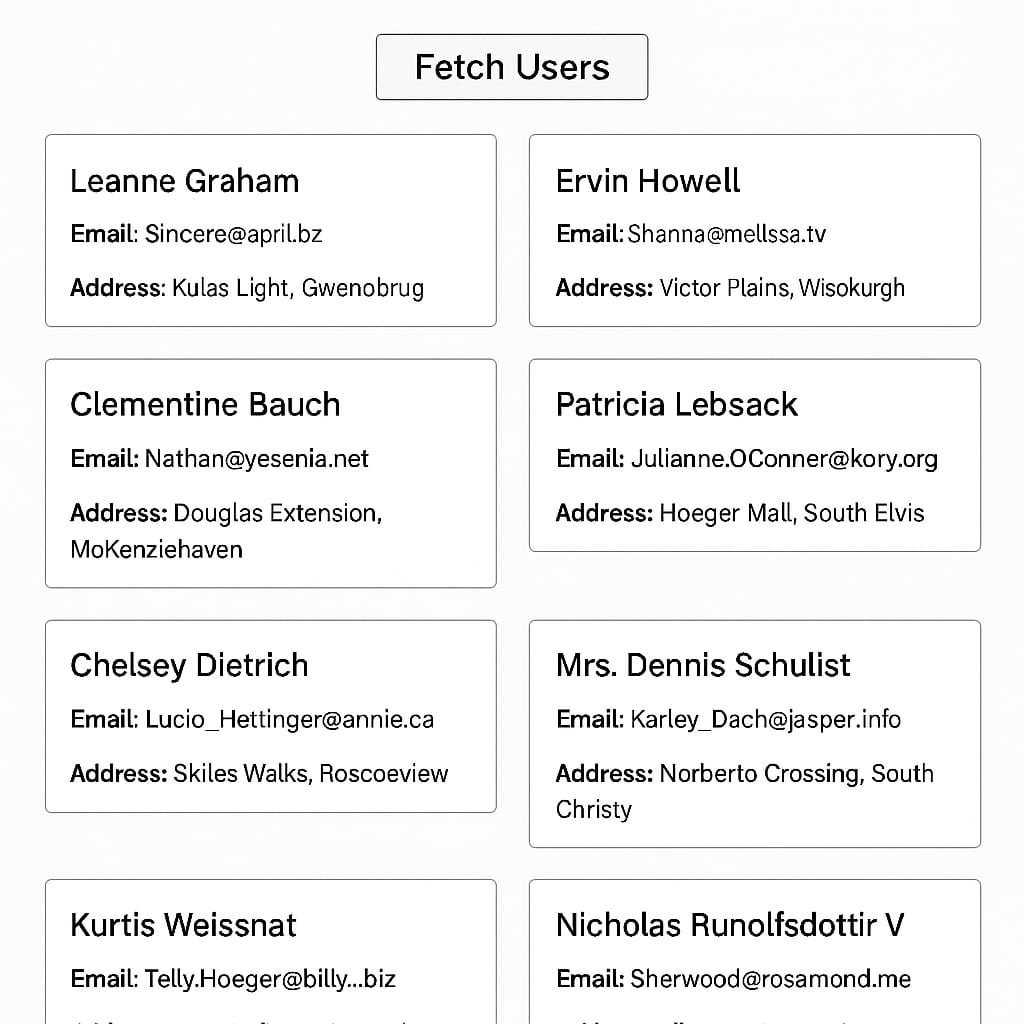 Fetch Users
Leanne Graham
Email: Sincere@april.bz
Address: Kulas Light, Gwenobrug
Ervin Howell
Email: Shanna@mellssa.tv
Address: Victor Plains, Wisokurgh
Clementine Bauch
Email: Nathan@yesenia.net
Address: Douglas Extension,
MoKenziehaven
Patricia Lebsack
Email: Julianne.OConner@kory.org
Address: Hoeger Mall, South Elvis
Chelsey Dietrich
Email: Lucio_Hettinger@annie.ca
Address: Skiles Walks, Roscoeview
Mrs. Dennis Schulist
Email: Karley_Dach@jasper.info
Address: Norberto Crossing, South
Christy
Kurtis Weissnat
Email: Telly.Hoeger@billy...biz
Nicholas Runolfsdottir V
Email: Sherwood@rosamond.me